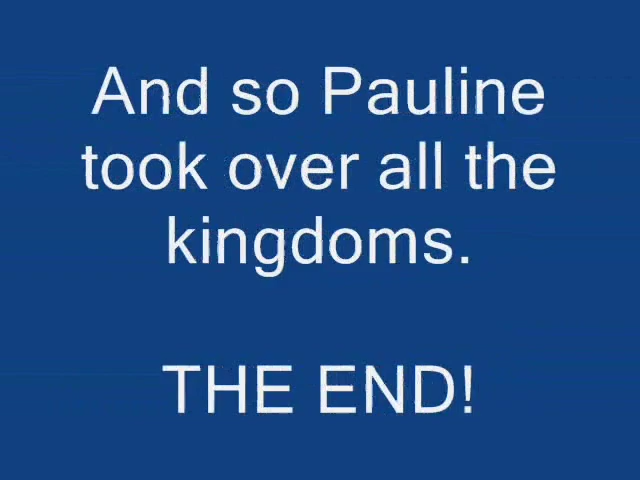 And so Pauline
took over all the
kingdoms.
THE END!